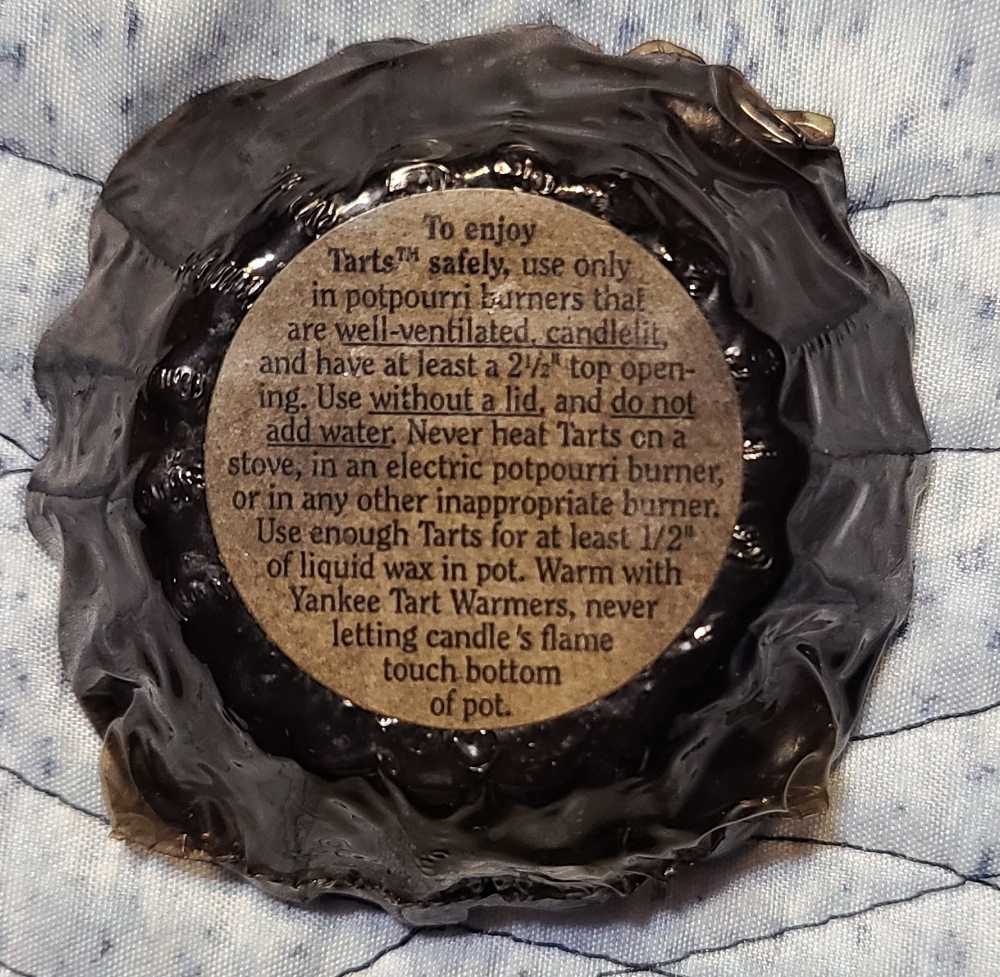 To enjoy
Tarts™ safely, use only
in potpourri burners that
are well-ventilated, candlelit,
and have at least a 2½" top open-
ing. Use without a lid, and do not
add water. Never heat Tarts on a
stove, in an electric potpourri burner,
or in any other inappropriate burner.
Use enough Tarts for at least 1/2"
of liquid wax in pot. Warm with
Yankee Tart Warmers, never
letting candle's flame
touch bottom
of pot.